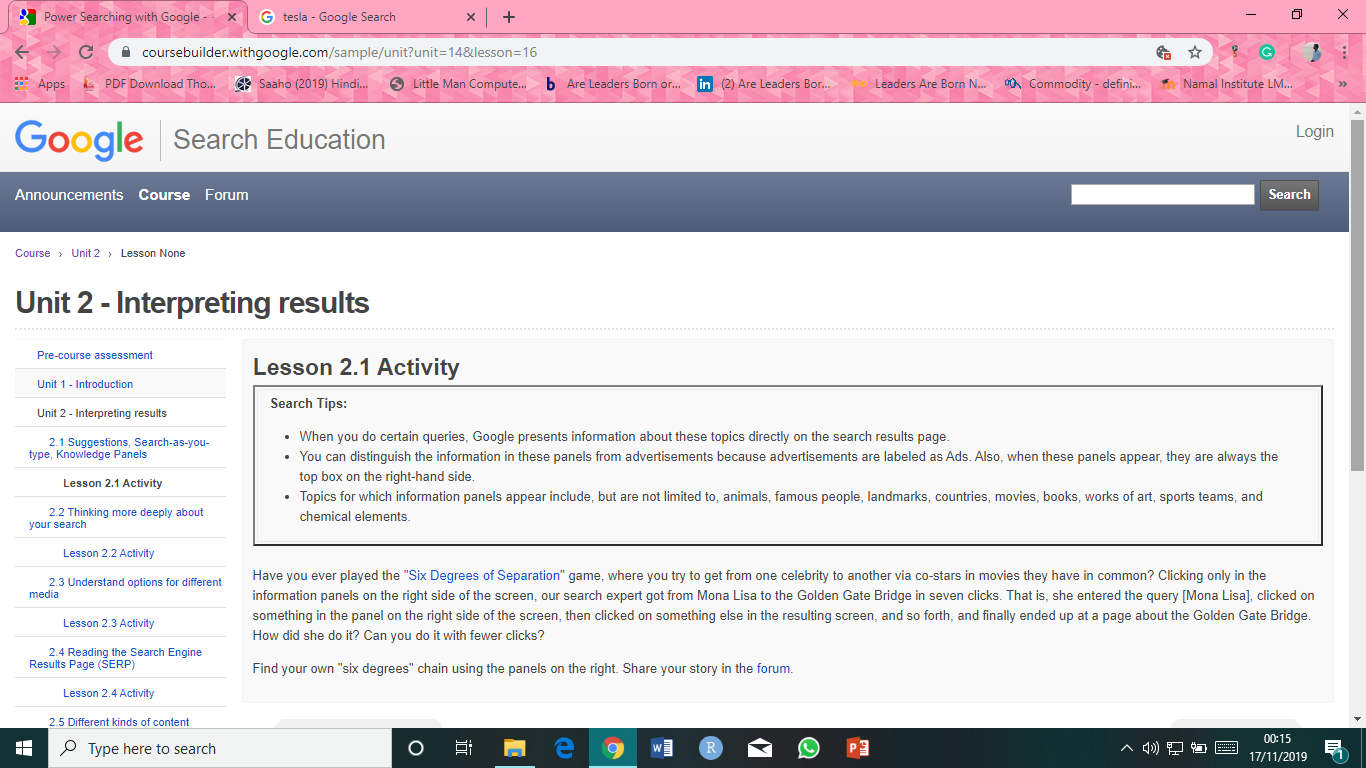 Power Searching with Google -
tesla - Google Search
coursebuilder.withgoogle.com/sample/unit?unit=14&lesson=16
Apps
PDF Download Tho...
Saaho (2019) Hindi...
Little Man Compute...
Are Leaders Born or...
(2) Are Leaders Bor...
Leaders Are Born N...
Commodity - defini...
Namal Institute LM...
Google Search Education
Login
Announcements Course Forum
Search
Course › Unit 2 › Lesson None
Unit 2 - Interpreting results
Pre-course assessment
Unit 1 - Introduction
Unit 2 - Interpreting results
2.1 Suggestions, Search-as-you-
type, Knowledge Panels
Lesson 2.1 Activity
2.2 Thinking more deeply about
your search
Lesson 2.2 Activity
2.3 Understand options for different
media
Lesson 2.3 Activity
2.4 Reading the Search Engine
Results Page (SERP)
Lesson 2.4 Activity
2.5 Different kinds of content
Lesson 2.1 Activity
Search Tips:
• When you do certain queries, Google presents information about these topics directly on the search results page.
• You can distinguish the information in these panels from advertisements because advertisements are labeled as Ads. Also, when these panels appear, they are always the
top box on the right-hand side.
• Topics for which information panels appear include, but are not limited to, animals, famous people, landmarks, countries, movies, books, works of art, sports teams, and
chemical elements.
Have you ever played the "Six Degrees of Separation" game, where you try to get from one celebrity to another via co-stars in movies they have in common? Clicking only in the
information panels on the right side of the screen, our search expert got from Mona Lisa to the Golden Gate Bridge in seven clicks. That is, she entered the query [Mona Lisa], clicked on
something in the panel on the right side of the screen, then clicked on something else in the resulting screen, and so forth, and finally ended up at a page about the Golden Gate Bridge.
How did she do it? Can you do it with fewer clicks?
Find your own "six degrees" chain using the panels on the right. Share your story in the forum.
Type here to search
00:15
17/11/2019
1